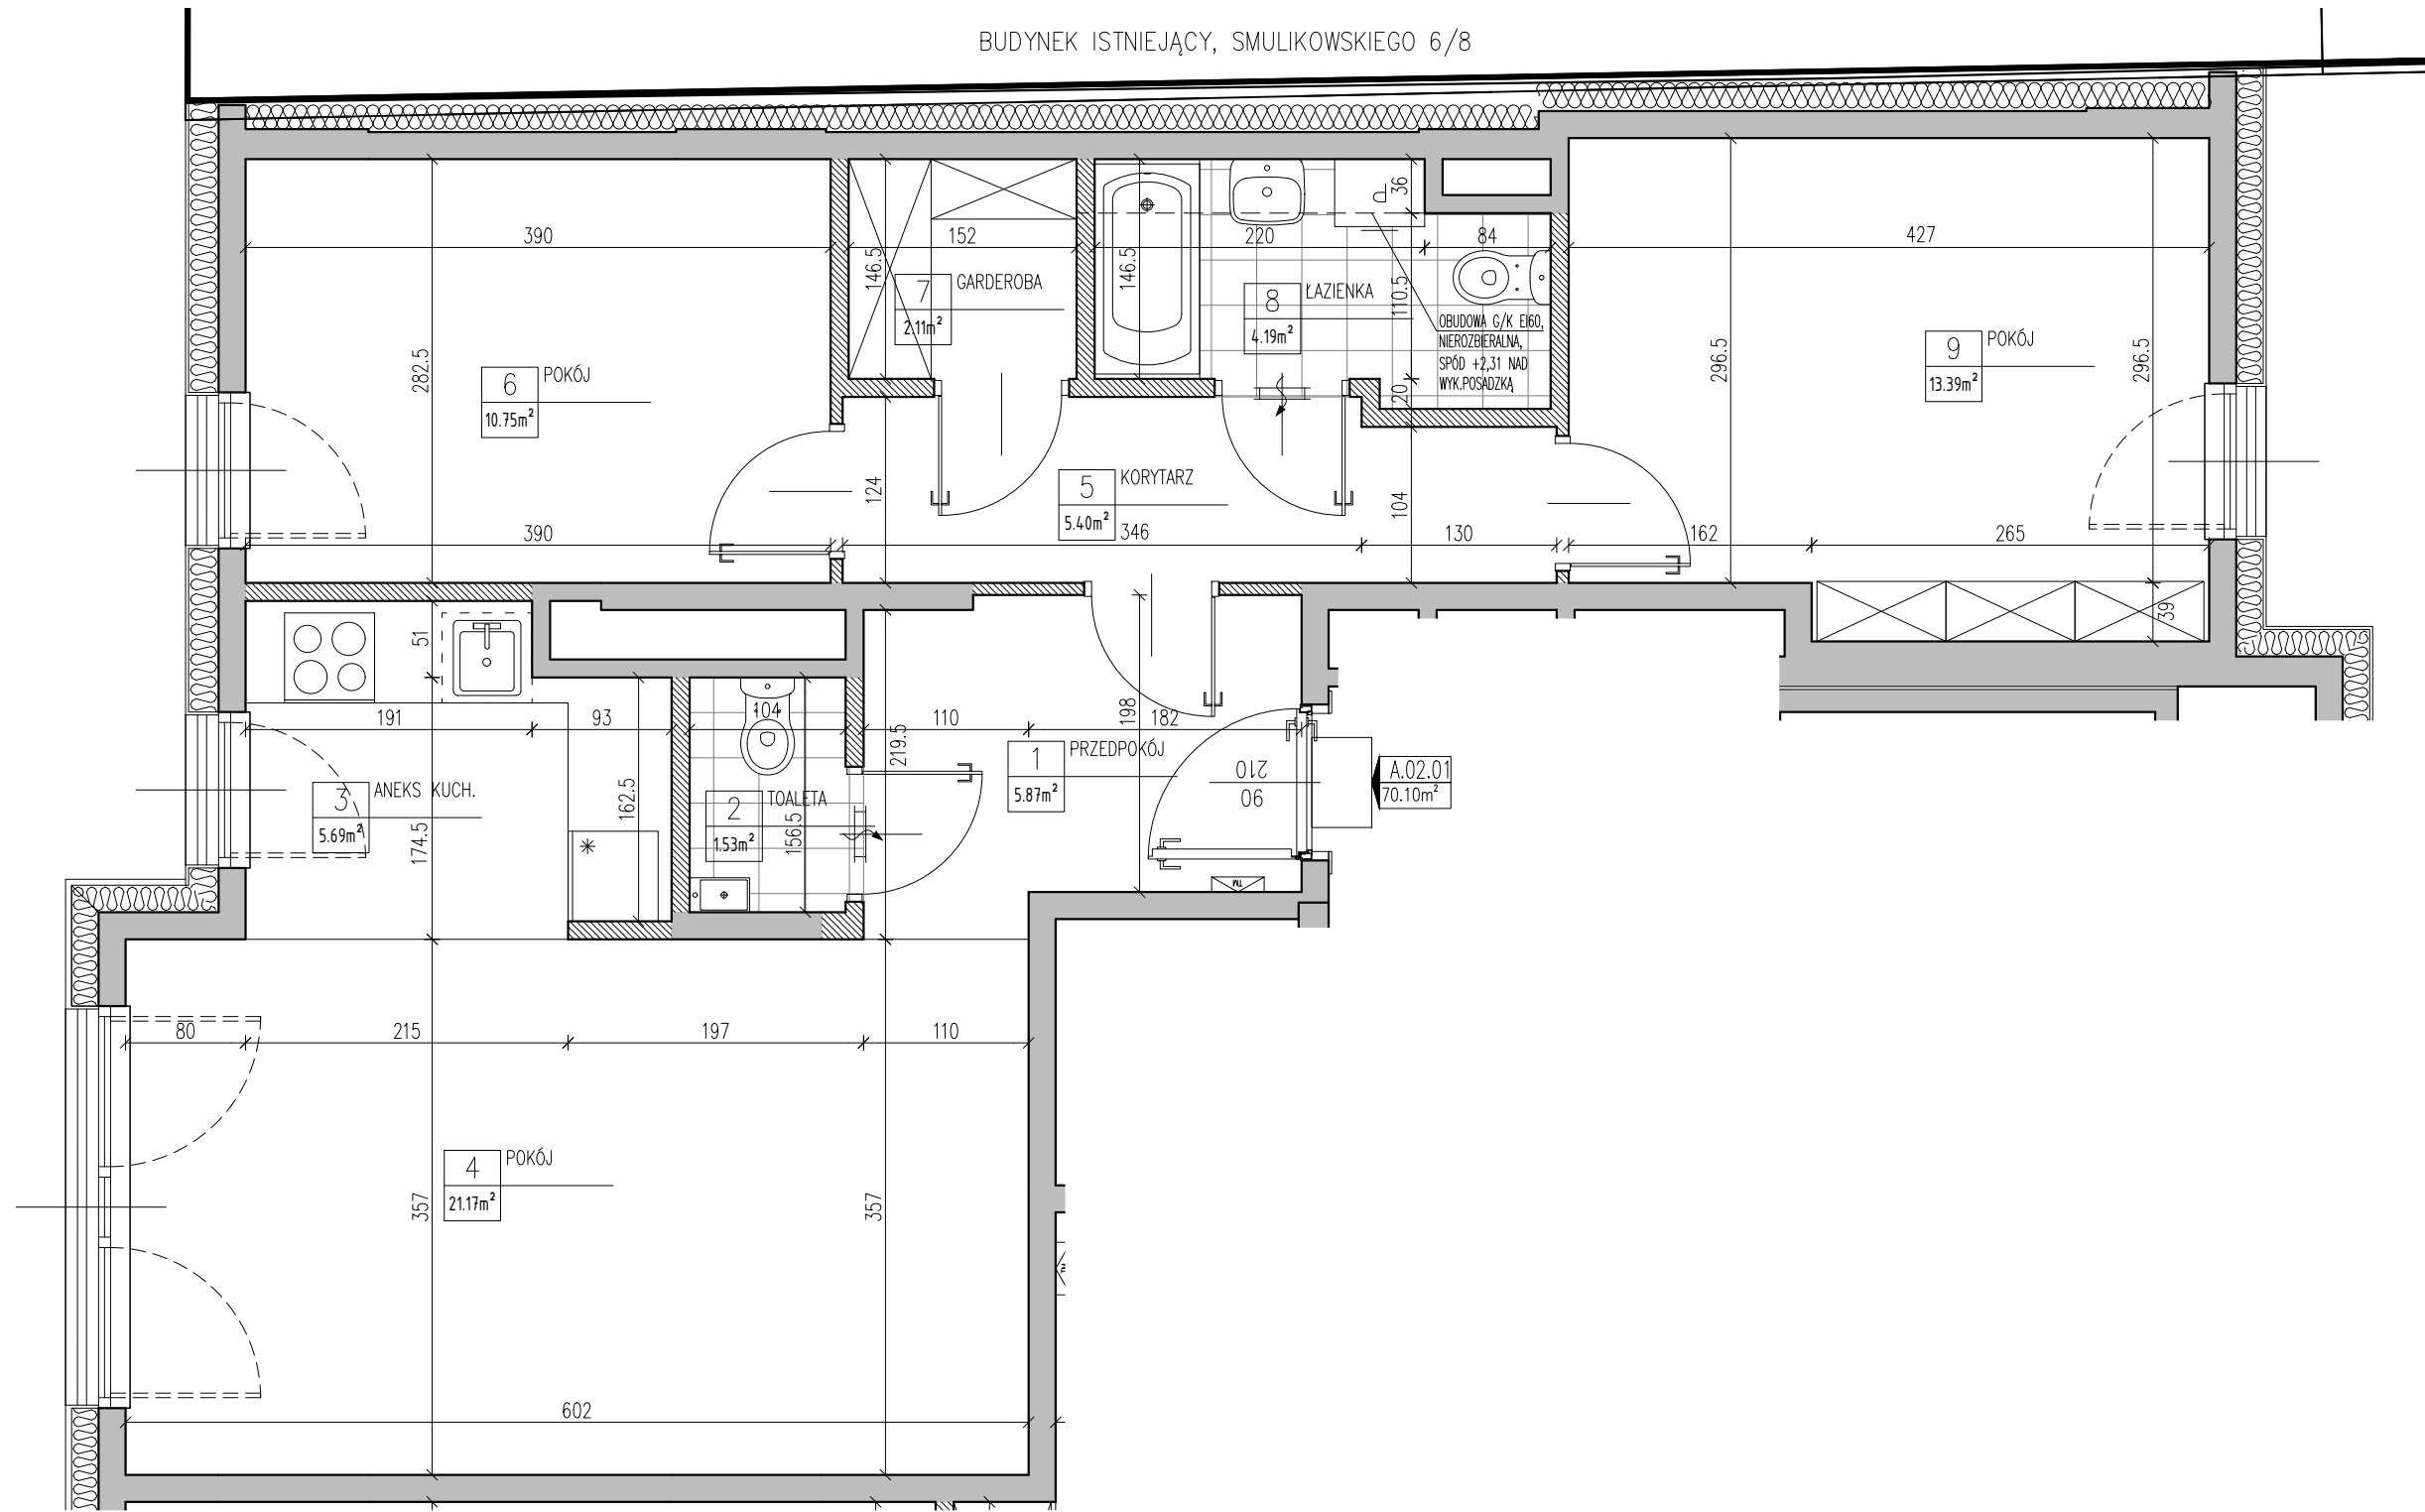 BUDYNEK ISTNIEJĄCY, SMULIKOWSKIEGO 6/8
390
152
220
84
427
36
146.5
146.5
110.5
20
7 GARDEROBA
2.11m²
8 ŁAZIENKA
4.19m²
OBUDOWA G/K EI60,
NIEROZBIERALNA,
SPÓD +2,31 NAD
WYK.POSADZKĄ
282.5
6 POKÓJ
10.75m²
296.5
9 POKÓJ
13.39m²
296.5
124
5 KORYTARZ
5.40m²
104
390
346
130
162
265
39
51
191
93
104
110
182
198
219.5
3 ANEKS KUCH.
5.69m²
174.5
162.5
2 TOALETA
1.53m²
156.5
1 PRZEDPOKÓJ
5.87m²
210
90
A.02.01
70.10m²
TM
80
215
197
110
4 POKÓJ
21.17m²
357
357
602